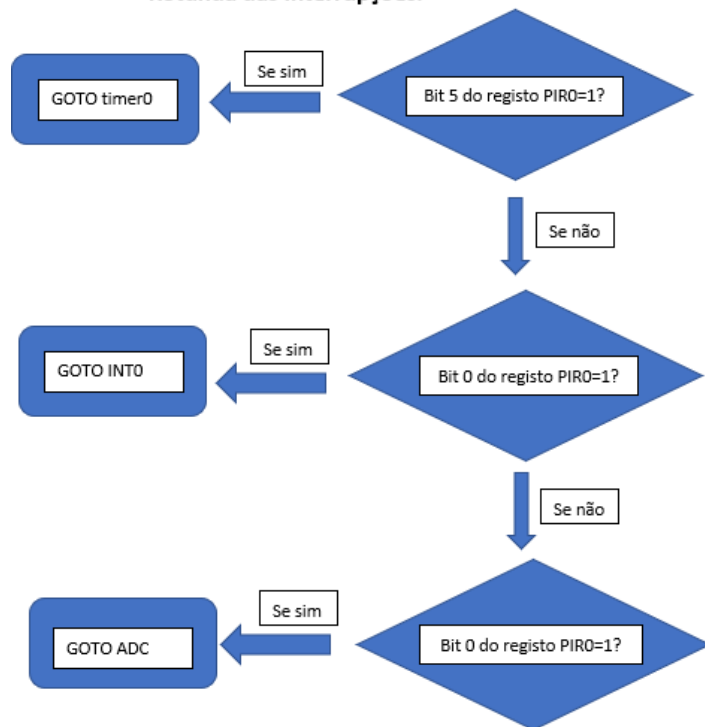 Bit 5 do registo PIR0=1?
Se sim
GOTO timer0
Se não
Bit 0 do registo PIR0=1?
Se sim
GOTO INT0
Se não
Bit 0 do registo PIR0=1?
Se sim
GOTO ADC